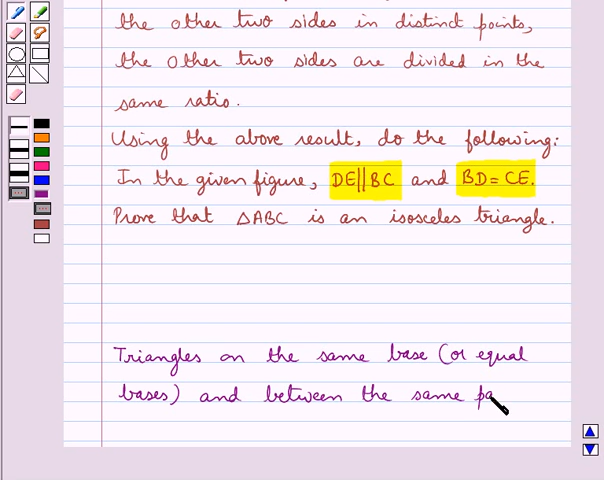 the other two sides in distinct points,
the other two sides are divided in the
same ratio.
Using the above result, do the following:
In the given figure, DE||BC and BD=CE.
Prove that △ABC is an isosceles triangle.
Triangles on the same base (or equal
bases) and between the same pa